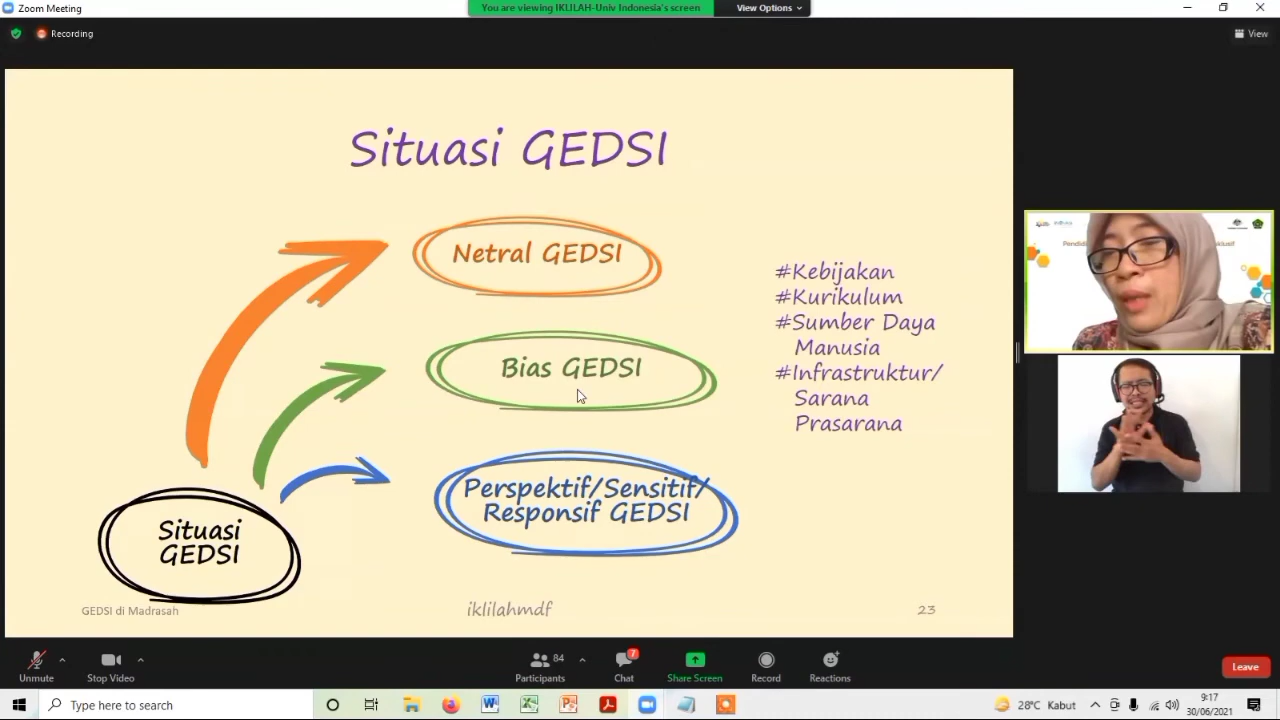 Zoom Meeting
You are viewing IKLILAH-Univ Indonesia's screen
View Options
Recording
View
Situasi GEDSI
Netral GEDSI
Bias GEDSI
Perspektif/Sensitif/
Responsif GEDSI
Situasi
GEDSI
#Kebijakan
#Kurikulum
#Sumber Daya
Manusia
#Infrastruktur/
Sarana
Prasarana
GEDSI di Madrasah
iklilahmdf
23
Unmute
Stop Video
84
Participants
7
Chat
Share Screen
Record
Reactions
Leave
Type here to search
28°C Kabut
9:17
30/06/2021